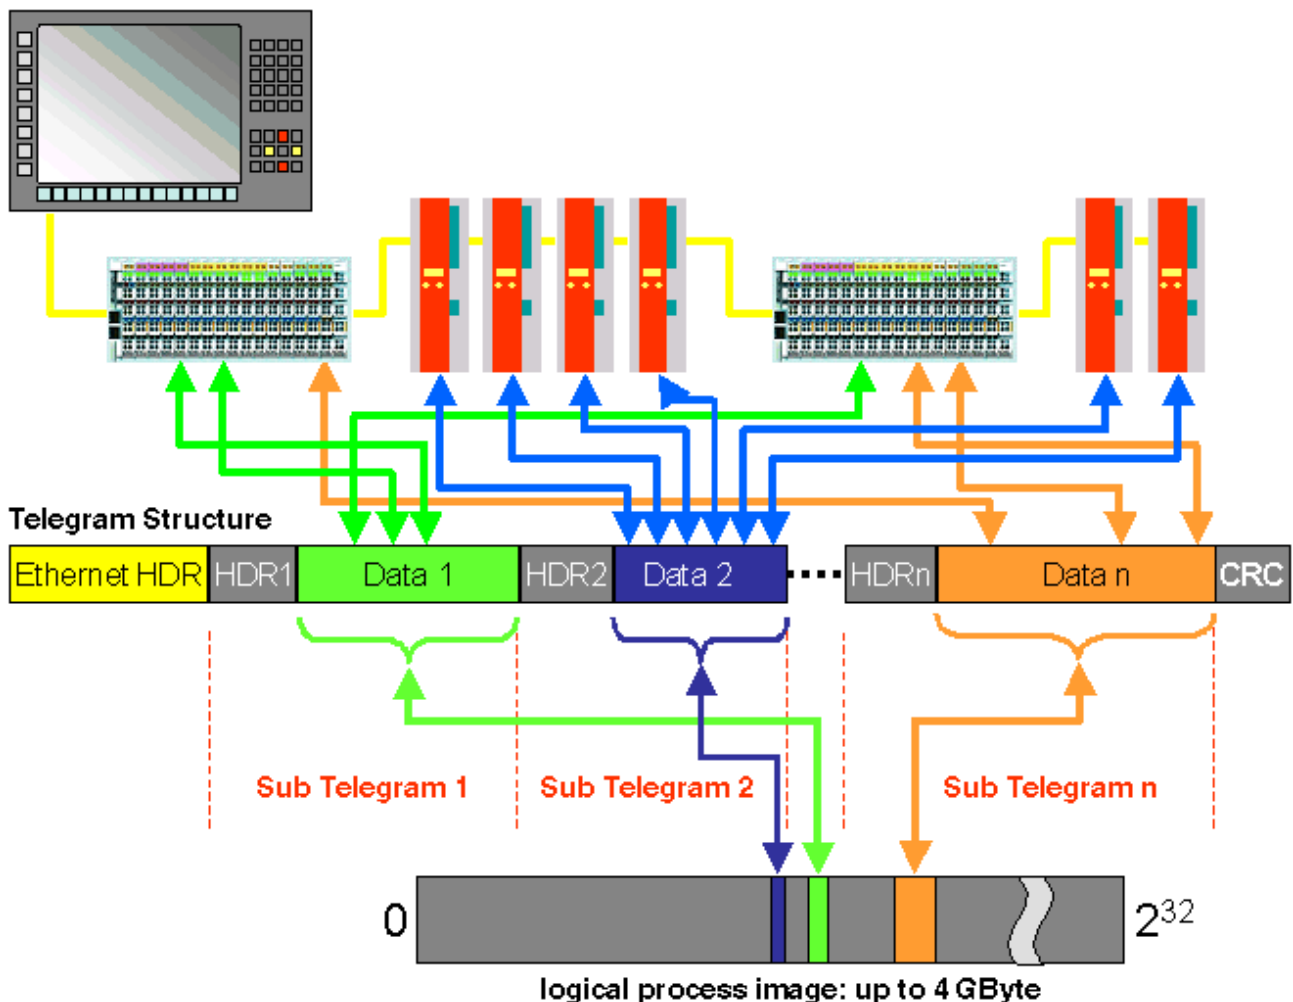 Telegram Structure
Ethernet HDR HDR1 Data 1 HDR2 Data 2 HDRn Data n CRC
Sub Telegram 1 Sub Telegram 2 Sub Telegram n
0 2³²
logical process image: up to 4 GByte